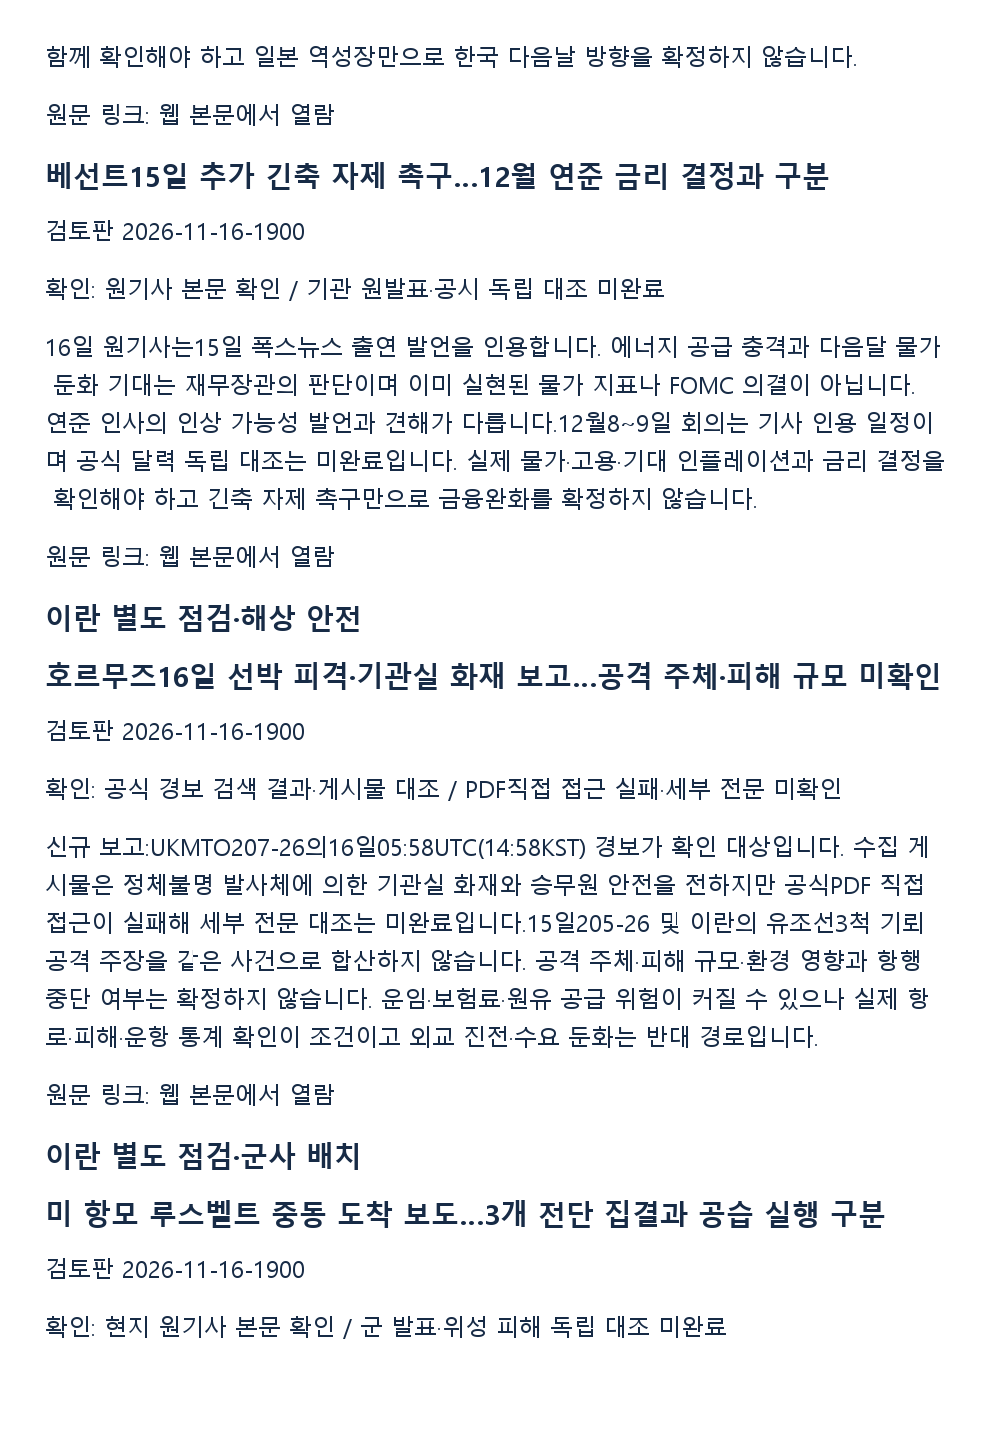 함께 확인해야 하고 일본 역성장만으로 한국 다음날 방향을 확정하지 않습니다.
원문 링크: 웹 본문에서 열람
베선트15일 추가 긴축 자제 촉구...12월 연준 금리 결정과 구분
검토판 2026-11-16-1900
확인: 원기사 본문 확인 / 기관 원발표·공시 독립 대조 미완료
16일 원기사는15일 폭스뉴스 출연 발언을 인용합니다. 에너지 공급 충격과 다음달 물가
둔화 기대는 재무장관의 판단이며 이미 실현된 물가 지표나 FOMC 의결이 아닙니다.
연준 인사의 인상 가능성 발언과 견해가 다릅니다.12월8~9일 회의는 기사 인용 일정이
며 공식 달력 독립 대조는 미완료입니다. 실제 물가·고용·기대 인플레이션과 금리 결정을
확인해야 하고 긴축 자제 촉구만으로 금융완화를 확정하지 않습니다.
원문 링크: 웹 본문에서 열람
이란 별도 점검·해상 안전
호르무즈16일 선박 피격·기관실 화재 보고...공격 주체·피해 규모 미확인
검토판 2026-11-16-1900
확인: 공식 경보 검색 결과·게시물 대조 / PDF직접 접근 실패·세부 전문 미확인
신규 보고:UKMTO207-26의16일05:58UTC(14:58KST) 경보가 확인 대상입니다. 수집 게
시물은 정체불명 발사체에 의한 기관실 화재와 승무원 안전을 전하지만 공식PDF 직접
접근이 실패해 세부 전문 대조는 미완료입니다.15일205-26 및 이란의 유조선3척 기뢰
공격 주장을 같은 사건으로 합산하지 않습니다. 공격 주체·피해 규모·환경 영향과 항행
중단 여부는 확정하지 않습니다. 운임·보험료·원유 공급 위험이 커질 수 있으나 실제 항
로·피해·운항 통계 확인이 조건이고 외교 진전·수요 둔화는 반대 경로입니다.
원문 링크: 웹 본문에서 열람
이란 별도 점검·군사 배치
미 항모 루스벨트 중동 도착 보도...3개 전단 집결과 공습 실행 구분
검토판 2026-11-16-1900
확인: 현지 원기사 본문 확인 / 군 발표·위성 피해 독립 대조 미완료